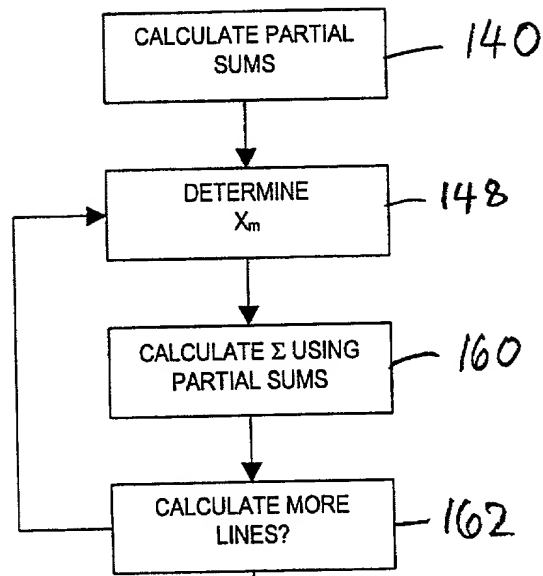 CALCULATE PARTIAL
SUMS
140
DETERMINE
Xm
148
CALCULATE Σ USING
PARTIAL SUMS
160
CALCULATE MORE
LINES?
162